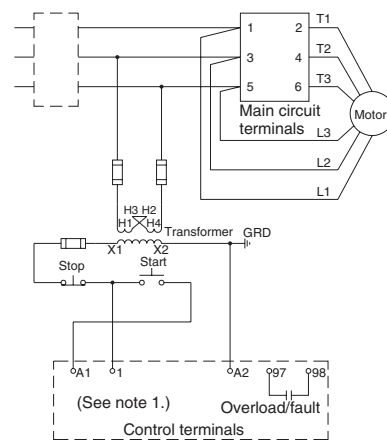 1 2 T1
3 4 T2
5 6 T3
Motor
Main circuit
terminals
L3
L2
L1
H3 H2
H1 H4
Transformer
GRD
X1 X2
Stop
Start
A1 1 A2 97 98
(See note 1.)
Overload/fault
Control terminals